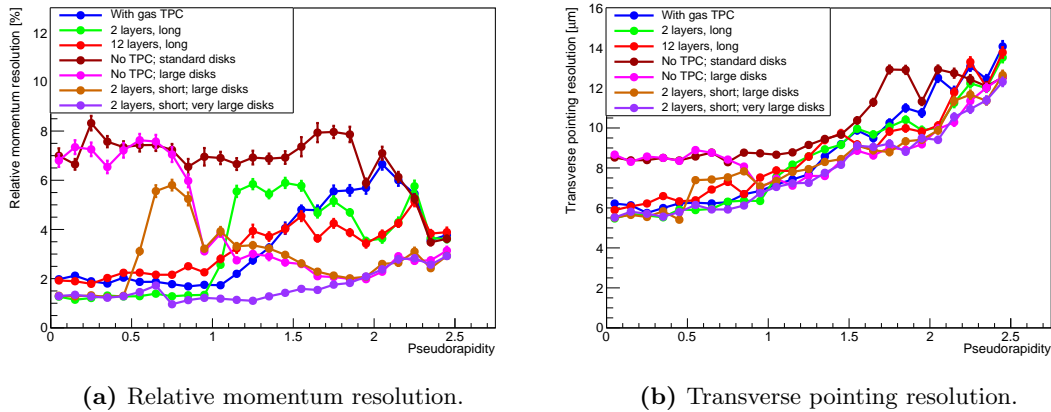 Relative momentum resolution [%]
12
10
8
6
4
2
0
With gas TPC
2 layers, long
12 layers, long
No TPC; standard disks
No TPC; large disks
2 layers, short; large disks
2 layers, short; very large disks
0 0.5 1 1.5 2 2.5
Pseudorapidity
(a) Relative momentum resolution.
Transverse pointing resolution [μm]
16
14
12
10
8
6
4
2
0
With gas TPC
2 layers, long
12 layers, long
No TPC; standard disks
No TPC; large disks
2 layers, short; large disks
2 layers, short; very large disks
0 0.5 1 1.5 2 2.5
Pseudorapidity
(b) Transverse pointing resolution.